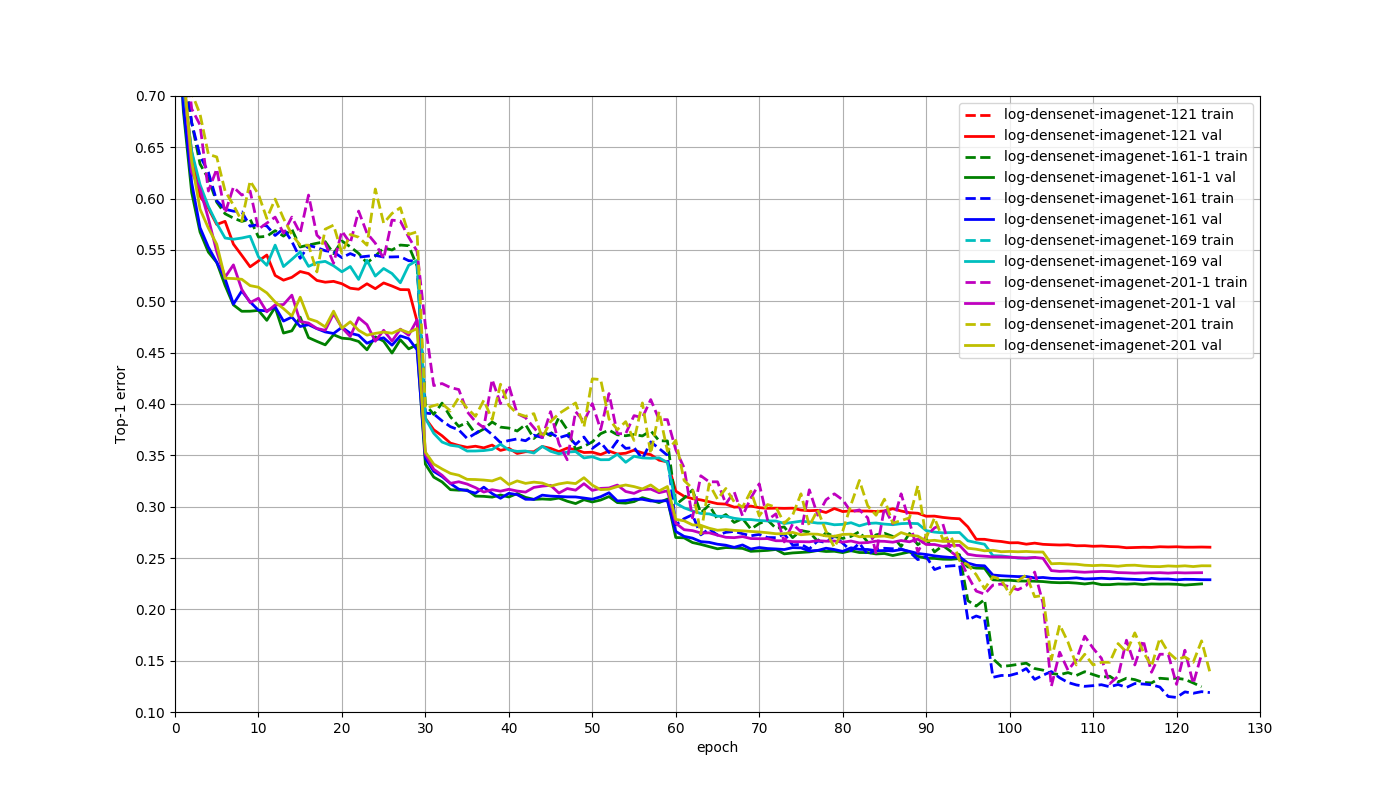 0.70
0.65
0.60
0.55
0.50
0.45
0.40
0.35
0.30
0.25
0.20
0.15
0.10
Top-1 error
0 10 20 30 40 50 60 70 80 90 100 110 120 130
epoch
log-densenet-imagenet-121 train
log-densenet-imagenet-121 val
log-densenet-imagenet-161-1 train
log-densenet-imagenet-161-1 val
log-densenet-imagenet-161 train
log-densenet-imagenet-161 val
log-densenet-imagenet-169 train
log-densenet-imagenet-169 val
log-densenet-imagenet-201-1 train
log-densenet-imagenet-201-1 val
log-densenet-imagenet-201 train
log-densenet-imagenet-201 val